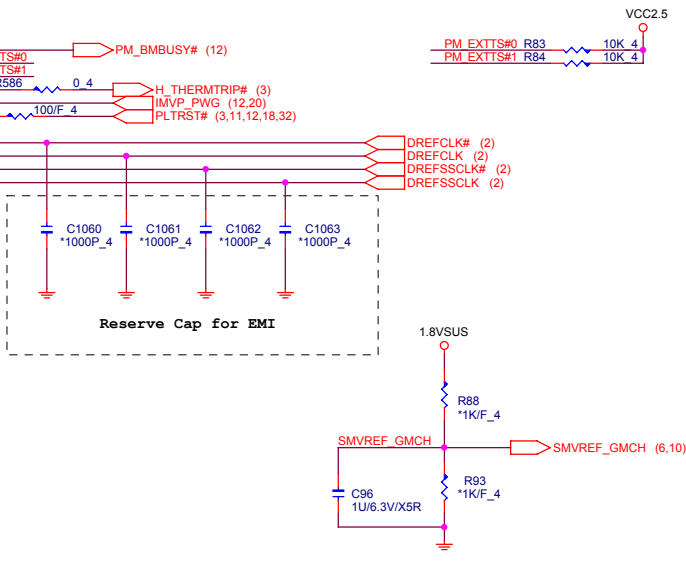 VCC2.5
PM_BMBUSY# (12)
PM_EXTTS#0 R83 10K_4
PM_EXTTS#1 R84 10K_4
TS#0
TS#1
R586 0_4
H_THERMTRIP# (3)
IMVP_PWG (12,20)
100/F_4
PLTRST# (3,11,12,18,32)
DREFCLK# (2)
DREFCLK (2)
DREFSSCLK# (2)
DREFSSCLK (2)
C1060 C1061 C1062 C1063
*1000P_4 *1000P_4 *1000P_4 *1000P_4
Reserve Cap for EMI
1.8VSUS
R88
*1K/F_4
SMVREF_GMCH
SMVREF_GMCH (6,10)
R93
*1K/F_4
C96
1U/6.3V/X5R